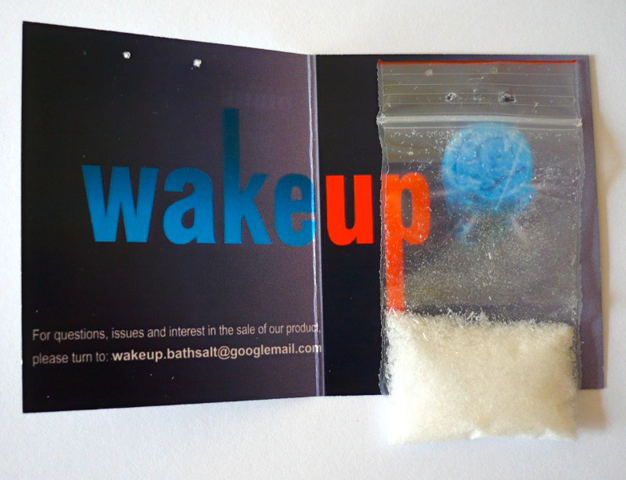 wakeup
For questions, issues and interest in the sale of our product,
please turn to: wakeup.bathsalt@googlemail.com